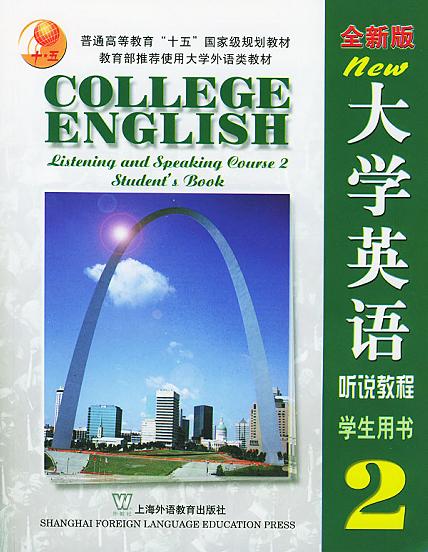 普通高等教育“十五”国家级规划教材
教育部推荐使用大学外语类教材
十·五
COLLEGE
ENGLISH
Listening and Speaking Course 2
Student's Book
全新版
New
大学英语
听说教程
学生用书
2
W
外教社
上海外语教育出版社
SHANGHAI FOREIGN LANGUAGE EDUCATION PRESS